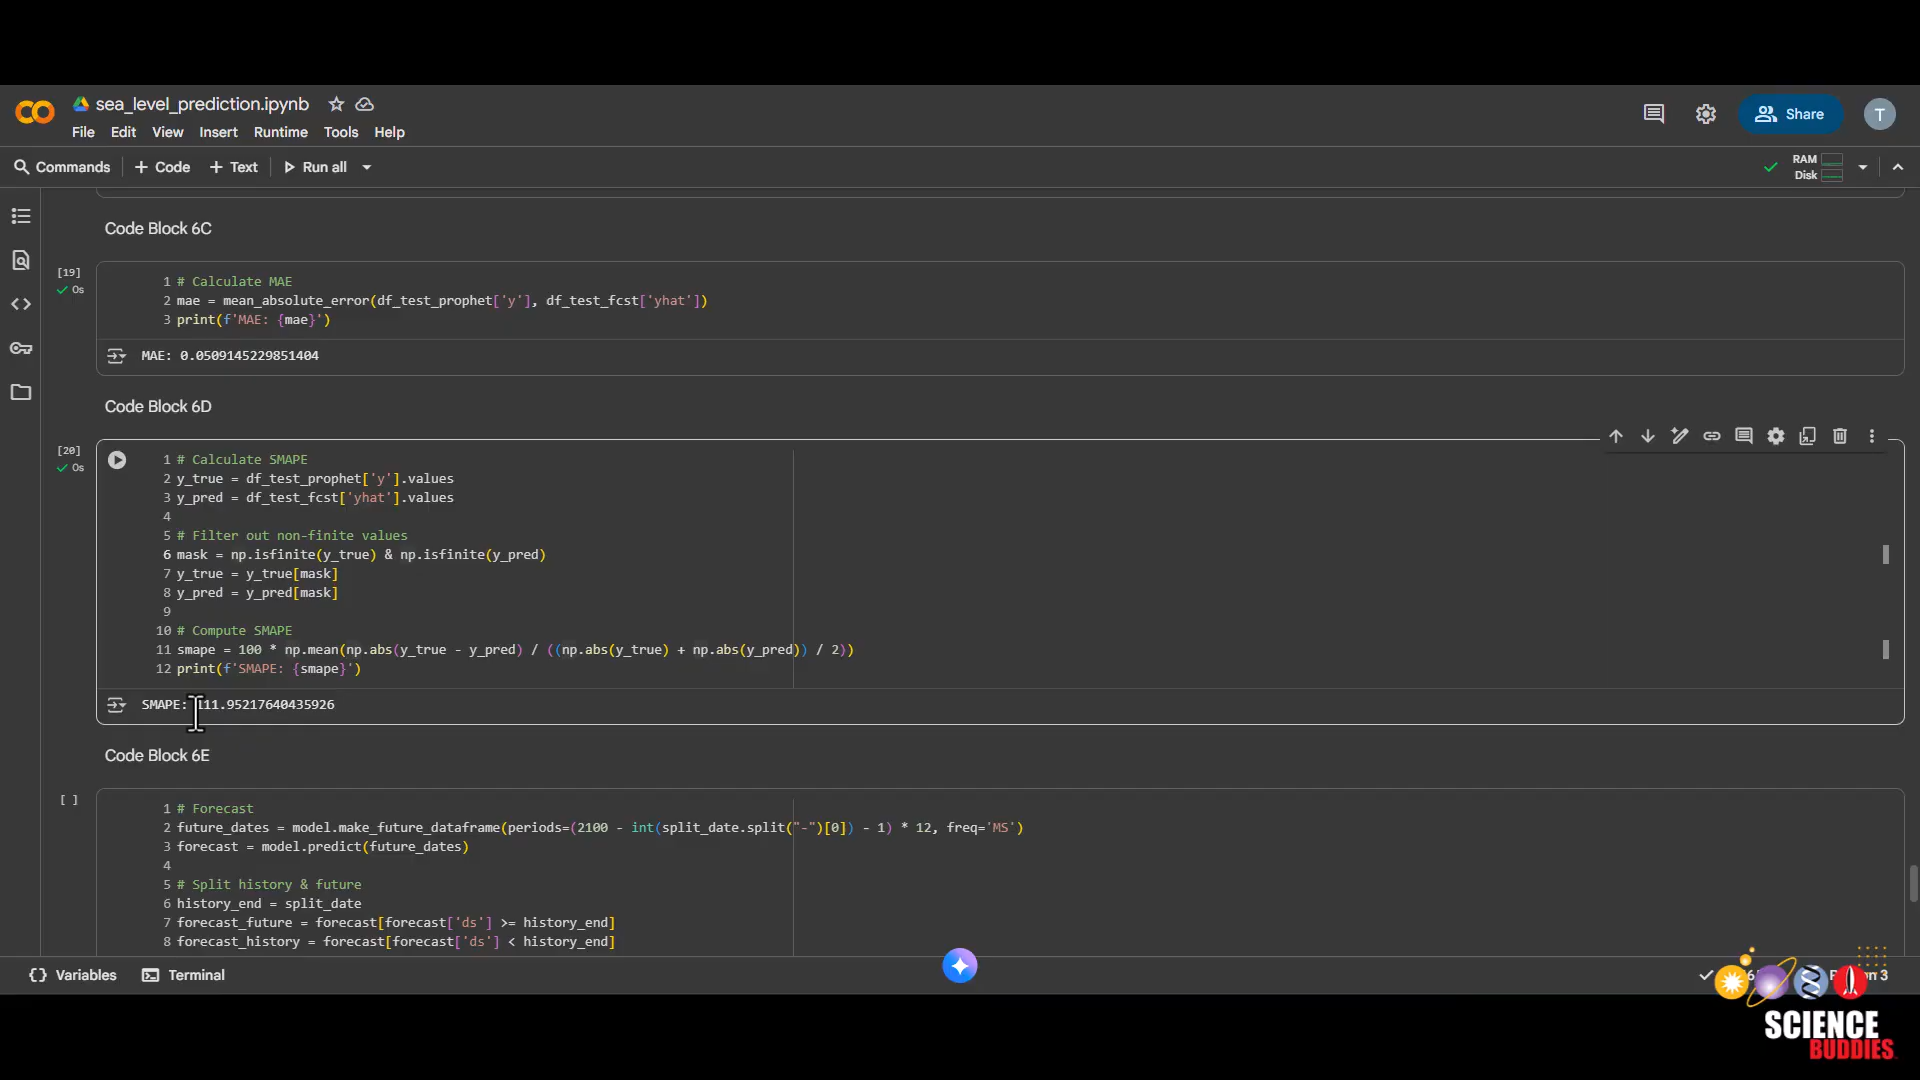 sea_level_prediction.ipynb
File Edit View Insert Runtime Tools Help
Share
T
Commands + Code + Text Run all
RAM
Disk
Code Block 6C
[19]
0s
1 # Calculate MAE
2 mae = mean_absolute_error(df_test_prophet['y'], df_test_fcst['yhat'])
3 print(f'MAE: {mae}')
MAE: 0.0509145229851404
Code Block 6D
[20]
0s
1 # Calculate SMAPE
2 y_true = df_test_prophet['y'].values
3 y_pred = df_test_fcst['yhat'].values
4
5 # Filter out non-finite values
6 mask = np.isfinite(y_true) & np.isfinite(y_pred)
7 y_true = y_true[mask]
8 y_pred = y_pred[mask]
9
10 # Compute SMAPE
11 smape = 100 * np.mean(np.abs(y_true - y_pred) / ((np.abs(y_true) + np.abs(y_pred)) / 2))
12 print(f'SMAPE: {smape}')
SMAPE: 111.95217640435926
Code Block 6E
[ ]
1 # Forecast
2 future_dates = model.make_future_dataframe(periods=(2100 - int(split_date.split("-")[0]) - 1) * 12, freq='MS')
3 forecast = model.predict(future_dates)
4
5 # Split history & future
6 history_end = split_date
7 forecast_future = forecast[forecast['ds'] >= history_end]
8 forecast_history = forecast[forecast['ds'] < history_end]
Variables Terminal
3
SCIENCE
BUDDIES